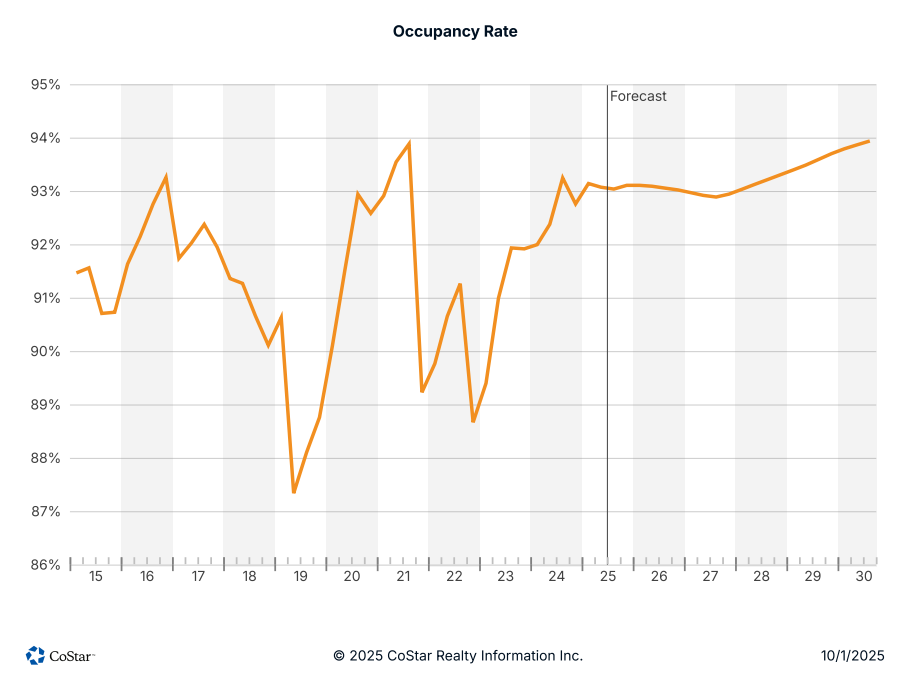 Occupancy Rate
95%
Forecast
94%
93%
92%
91%
90%
89%
88%
87%
86%
15 16 17 18 19 20 21 22 23 24 25 26 27 28 29 30
CoStar™ © 2025 CoStar Realty Information Inc. 10/1/2025